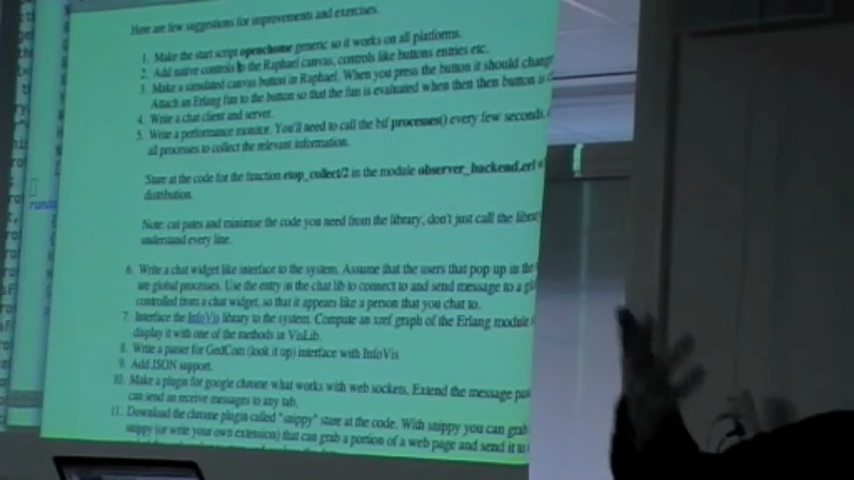 Here are few suggestions for improvements and exercises.
1. Make the start script openchome generic so it works on all platforms.
2. Add native controls to the Raphael canvas, controls like buttons entries etc.
3. Make a simulated canvas button in Raphael. When you press the button it should chang
Attach an Erlang fun to the button so that the fun is evaluated when then then button is c
4. Write a chat client and server.
5. Write a performance monitor. You'll need to call the bif processes() every few seconds,
all processes to collect the relevant information.
Stare at the code for the function etop_collect/2 in the module observer_backend.erl
distribution.
Note: cut pates and minimise the code you need from the library, don't just call the libra
understand every line.
6. Write a chat widget like interface to the system. Assume that the users that pop up in the
are global processes. Use the entry in the chat lib to connect to and send message to a gl
controlled from a chat widget, so that it appears like a person that you chat to.
7. Interface the InfoVis library to the system. Compute an xref graph of the Erlang module
display it with one of the methods in VisLib.
8. Write a parser for GedCom (look it up) interface with InfoVis
9. Add JSON support.
10. Make a plugin for google chrome what works with web sockets. Extend the message pas
can send an receive messages to any tab.
11. Download the chrome plugin called "snippy" stare at the code. With snippy you can grab
snippy (or write your own extension) that can grab a portion of a web page and send it to